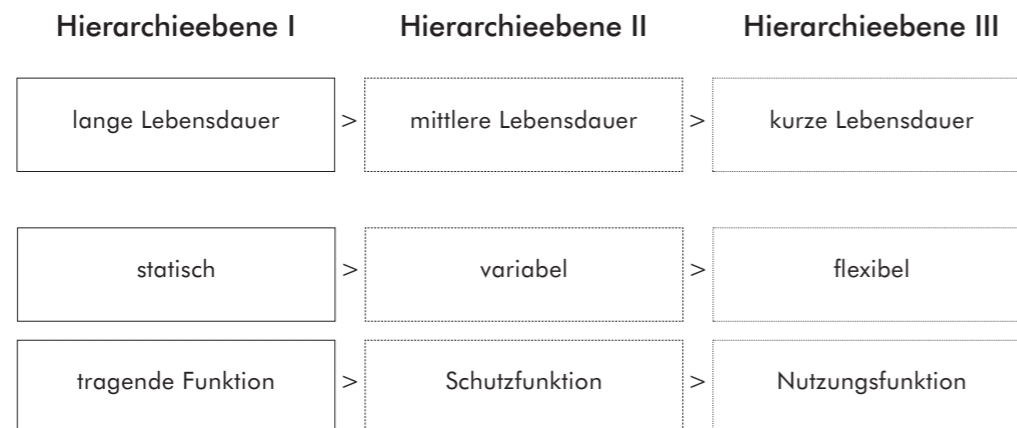 Hierarchieebene I Hierarchieebene II Hierarchieebene III
lange Lebensdauer > mittlere Lebensdauer > kurze Lebensdauer
statisch > variabel > flexibel
tragende Funktion > Schutzfunktion > Nutzungsfunktion